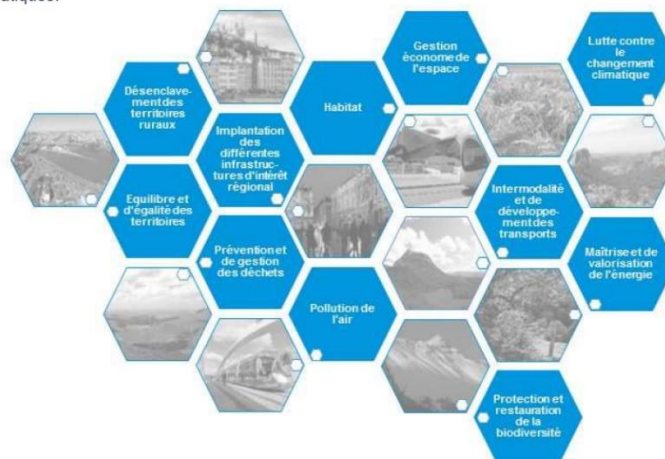 Gestion
économe de
l'espace
Lutte contre
le
changement
climatique
Désenclave-
ment des
territoires
ruraux
Habitat
Implantation
des
différentes
infrastruc-
tures d'intérêt
régional
Equilibre et
d'égalité des
territoires
Intermodalité
et de
développe-
ment des
transports
Prévention et
de gestion
des déchets
Maîtrise et de
valorisation
de l'énergie
Pollution de
l'air
Protection et
restauration
de la
biodiversité